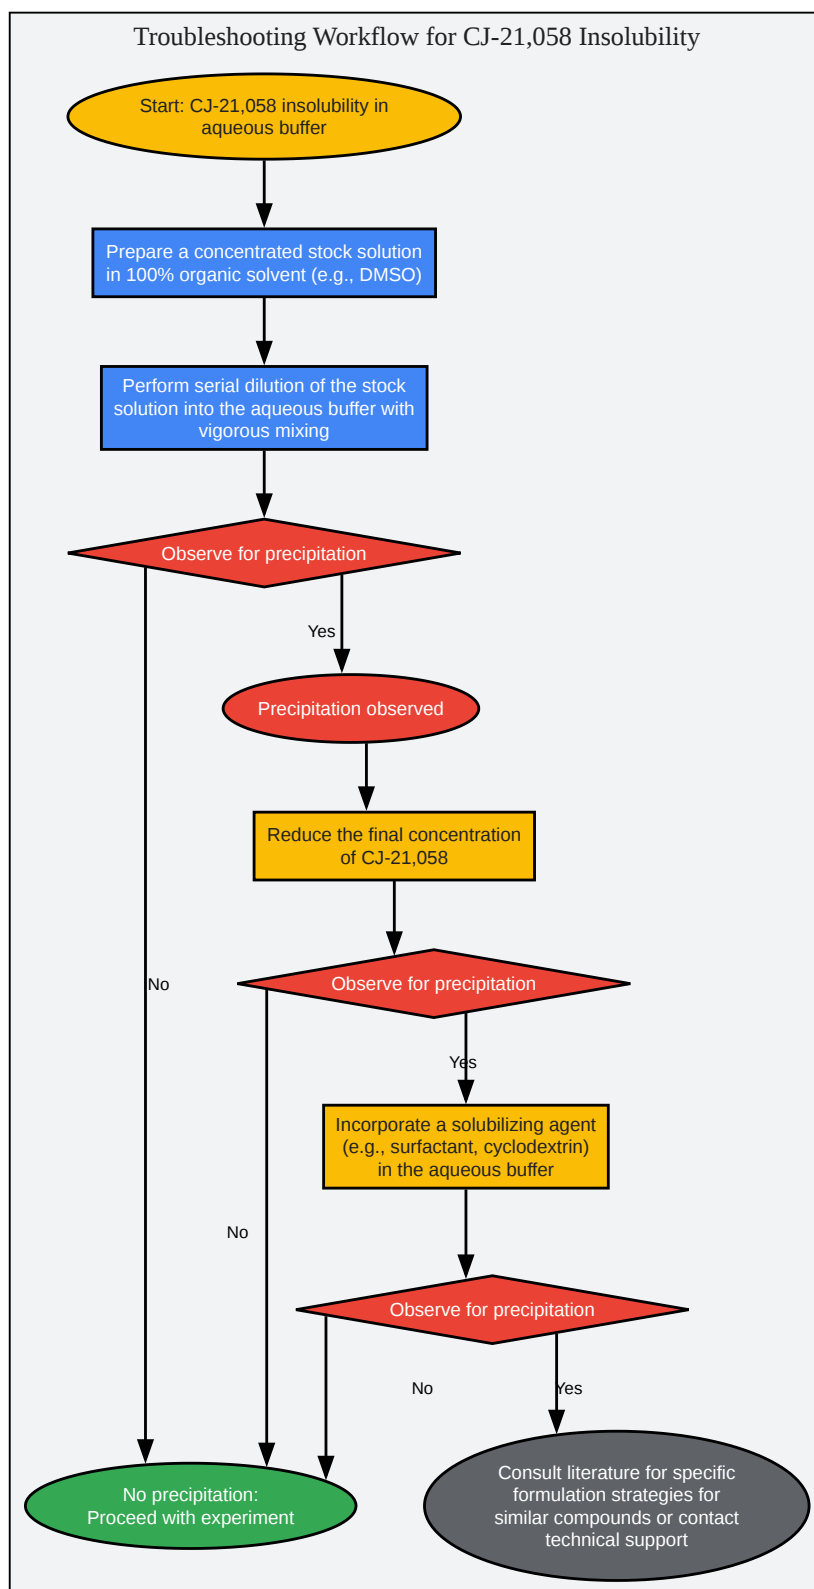 Troubleshooting Workflow for CJ-21,058 Insolubility
Start: CJ-21,058 insolubility in
aqueous buffer
Prepare a concentrated stock solution
in 100% organic solvent (e.g., DMSO)
Perform serial dilution of the stock
solution into the aqueous buffer with
vigorous mixing
Observe for precipitation
Yes
Precipitation observed
Reduce the final concentration
of CJ-21,058
Observe for precipitation
No
Yes
Incorporate a solubilizing agent
(e.g., surfactant, cyclodextrin)
in the aqueous buffer
No
Observe for precipitation
No
Yes
No precipitation:
Proceed with experiment
Consult literature for specific
formulation strategies for
similar compounds or contact
technical support